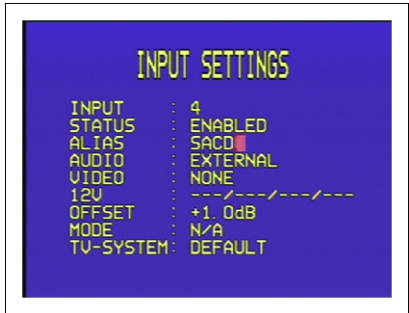 INPUT SETTINGS
INPUT : 4
STATUS : ENABLED
ALIAS : SACD
AUDIO : EXTERNAL
VIDEO : NONE
12V : ---/---/---/---
OFFSET : +1.0dB
MODE : N/A
TV-SYSTEM: DEFAULT